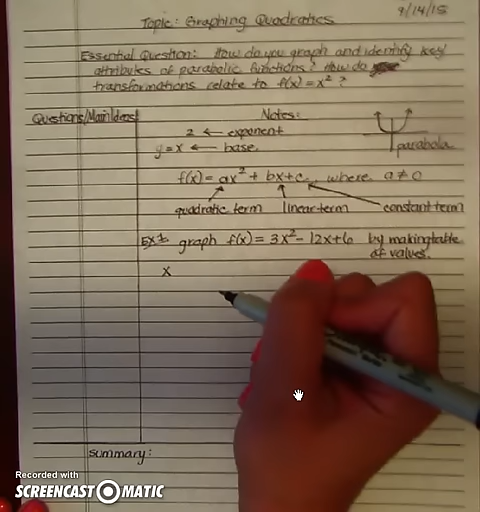 Topic: Graphing Quadratics
9/14/15
Essential Question: How do you graph and identify key
attributes of parabolic functions? How do
transformations relate to f(x) = x²?
Questions/Main Ideas
Notes:
2 ← exponent
y = x ← base.
parabola
f(x) = ax² + bx + c, where a ≠ 0
quadratic term linear term constant term
Ex 1: graph f(x) = 3x² - 12x + 6 by making table
of values.
x
summary:
Recorded with
SCREENCAST-O-MATIC